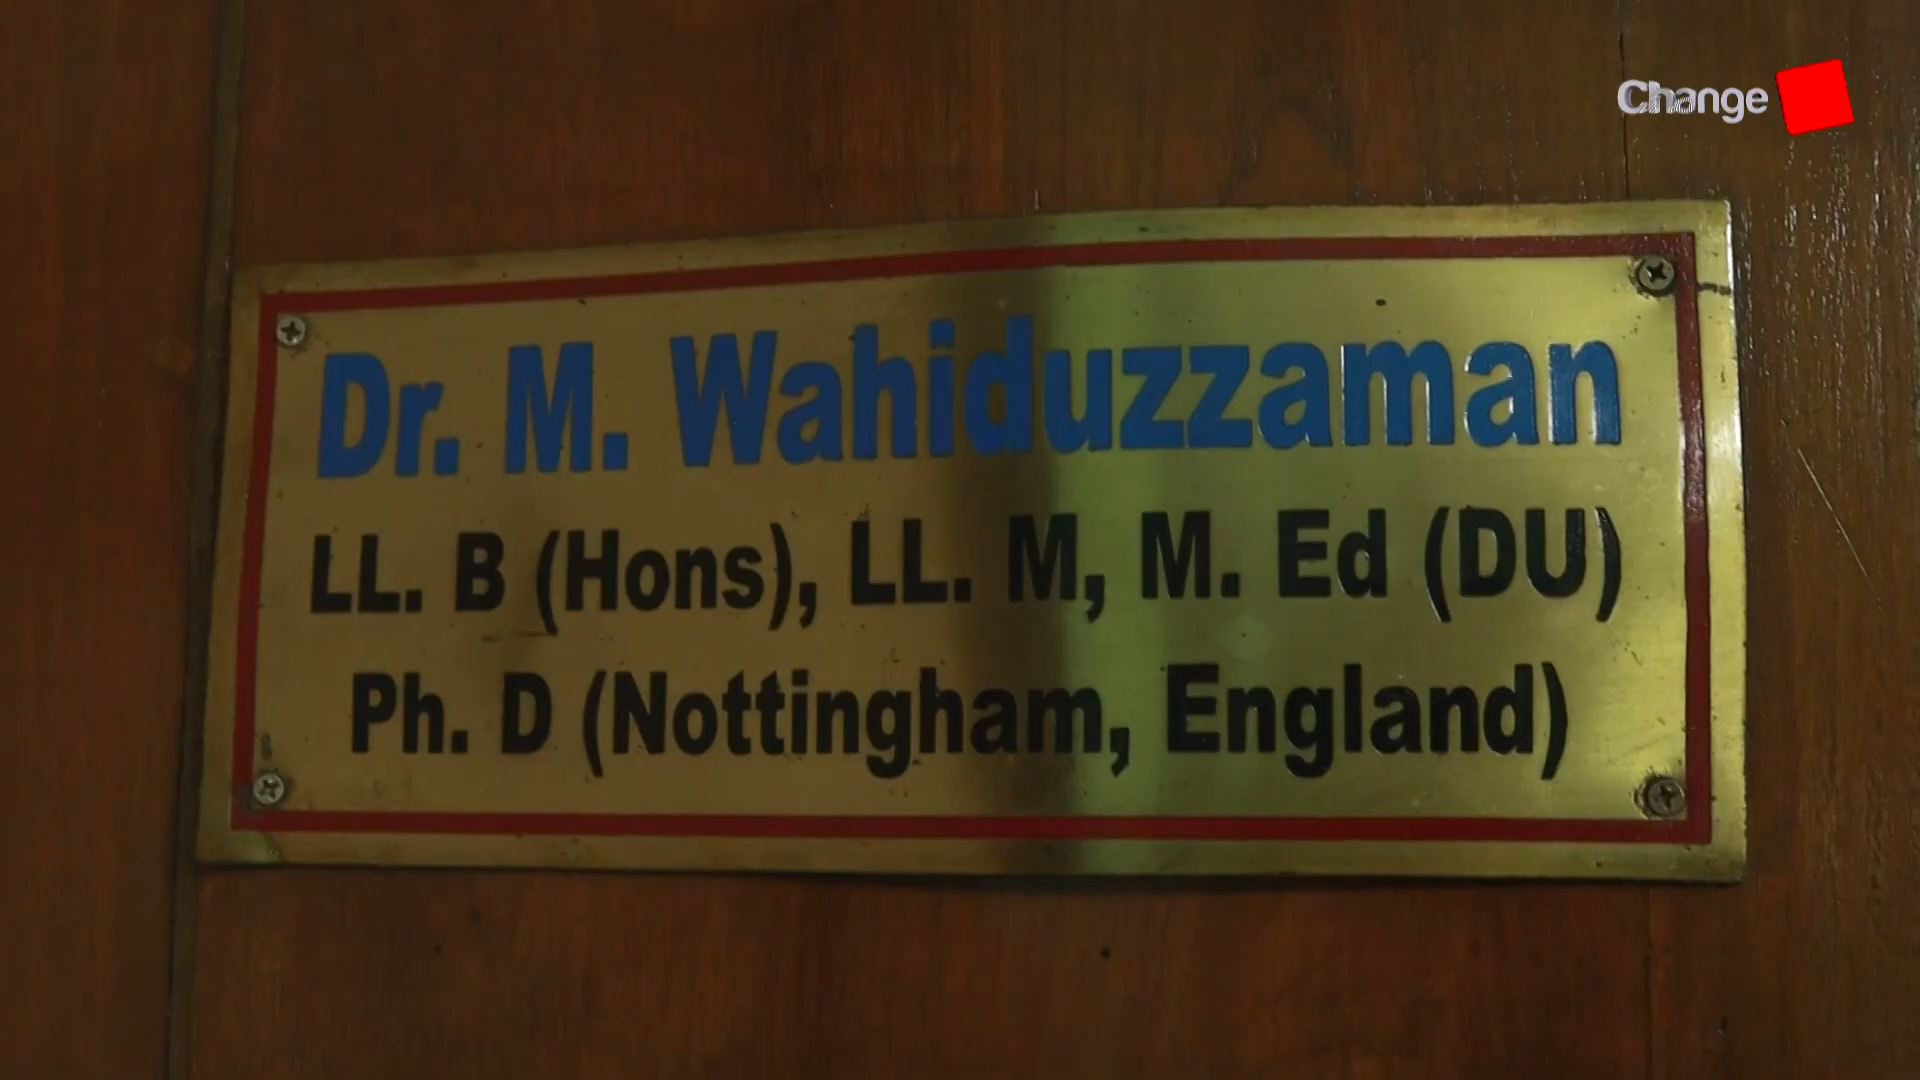 Change
Dr. M. Wahiduzzaman
LL. B (Hons), LL. M, M. Ed (DU)
Ph. D (Nottingham, England)